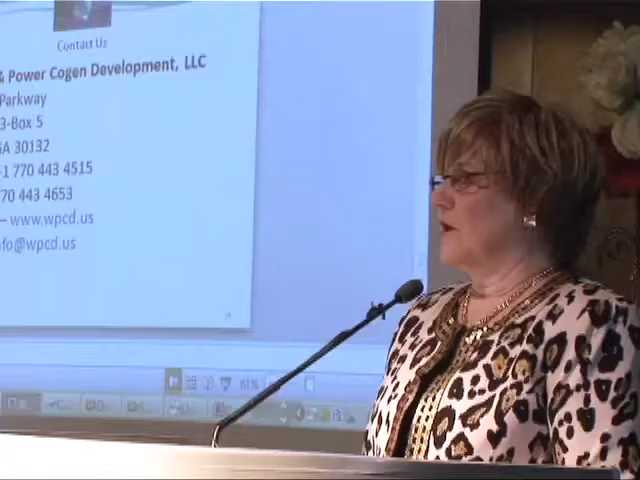 Contact Us
& Power Cogen Development, LLC
Parkway
3-Box 5
GA 30132
1 770 443 4515
70 443 4653
– www.wpcd.us
nfo@wpcd.us